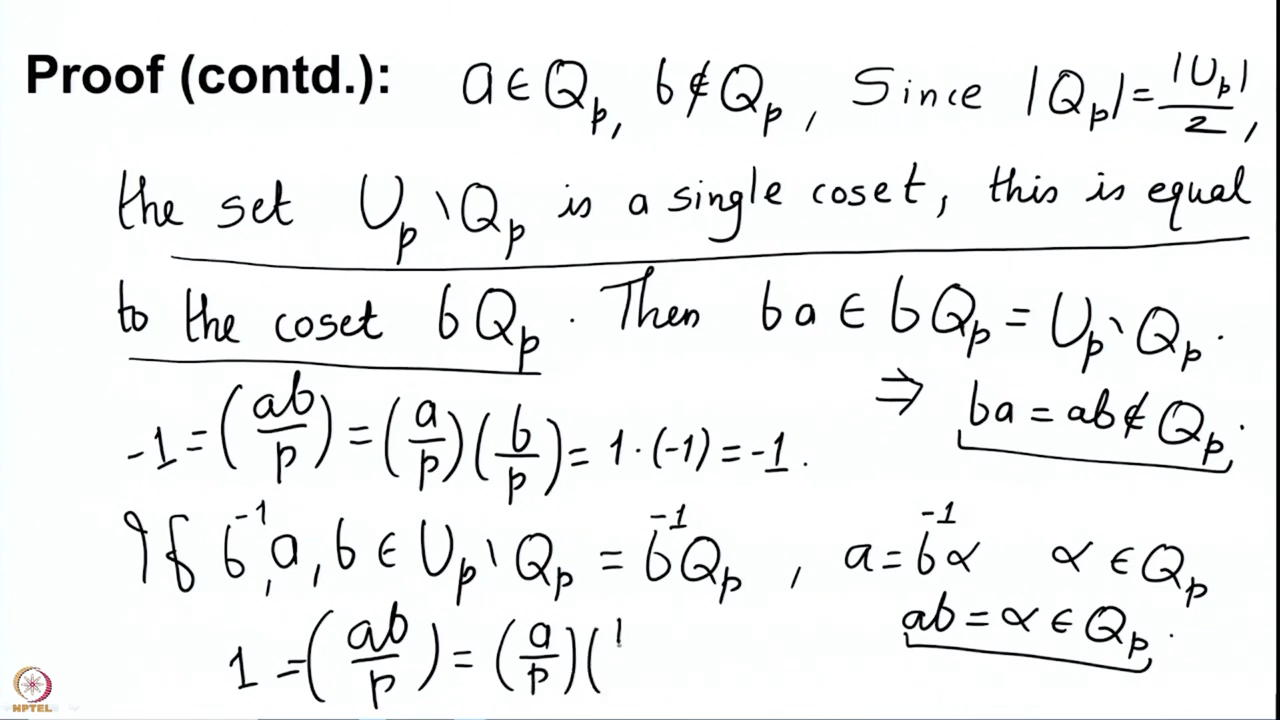 Proof (contd.): a ∈ Q_p, b ∉ Q_p, Since |Q_p| = |U_p|/2,
the set U_p \ Q_p is a single coset, this is equal
to the coset bQ_p. Then ba ∈ bQ_p = U_p \ Q_p.
⇒ ba = ab ∉ Q_p.
-1 = (ab/p) = (a/p)(b/p) = 1·(-1) = -1.
If b^-1, a, b ∈ U_p \ Q_p = b^-1 Q_p, a = b^-1 α α ∈ Q_p
ab = α ∈ Q_p.
1 = (ab/p) = (a/p)(
NPTEL